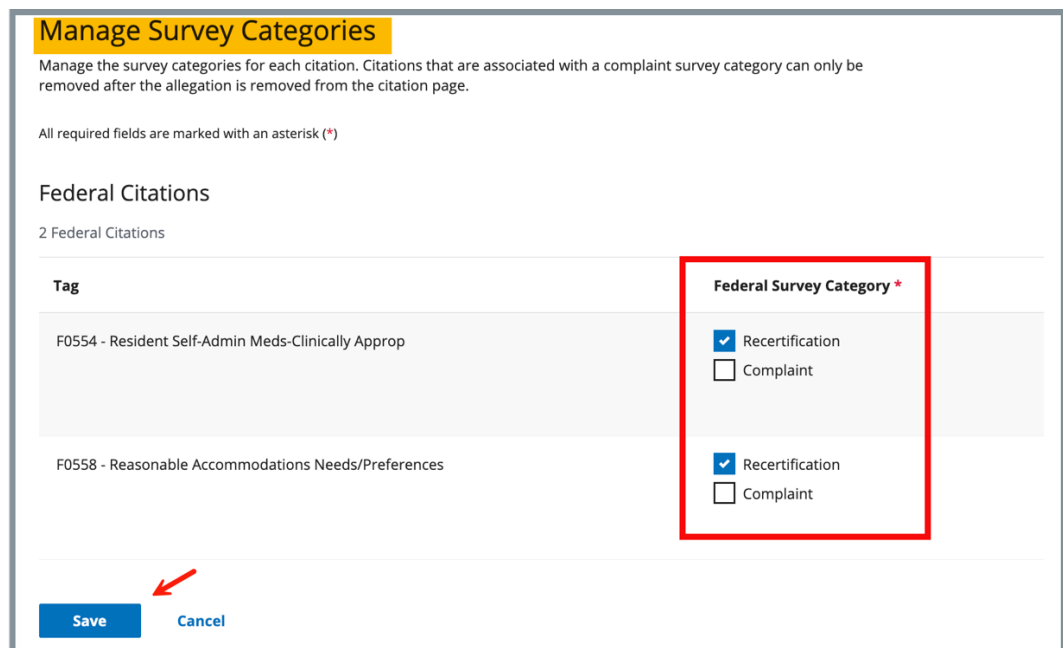 Manage Survey Categories
Manage the survey categories for each citation. Citations that are associated with a complaint survey category can only be
removed after the allegation is removed from the citation page.
All required fields are marked with an asterisk (*)
Federal Citations
2 Federal Citations
Tag
Federal Survey Category *
F0554 - Resident Self-Admin Meds-Clinically Approp
Recertification
Complaint
F0558 - Reasonable Accommodations Needs/Preferences
Recertification
Complaint
Save
Cancel